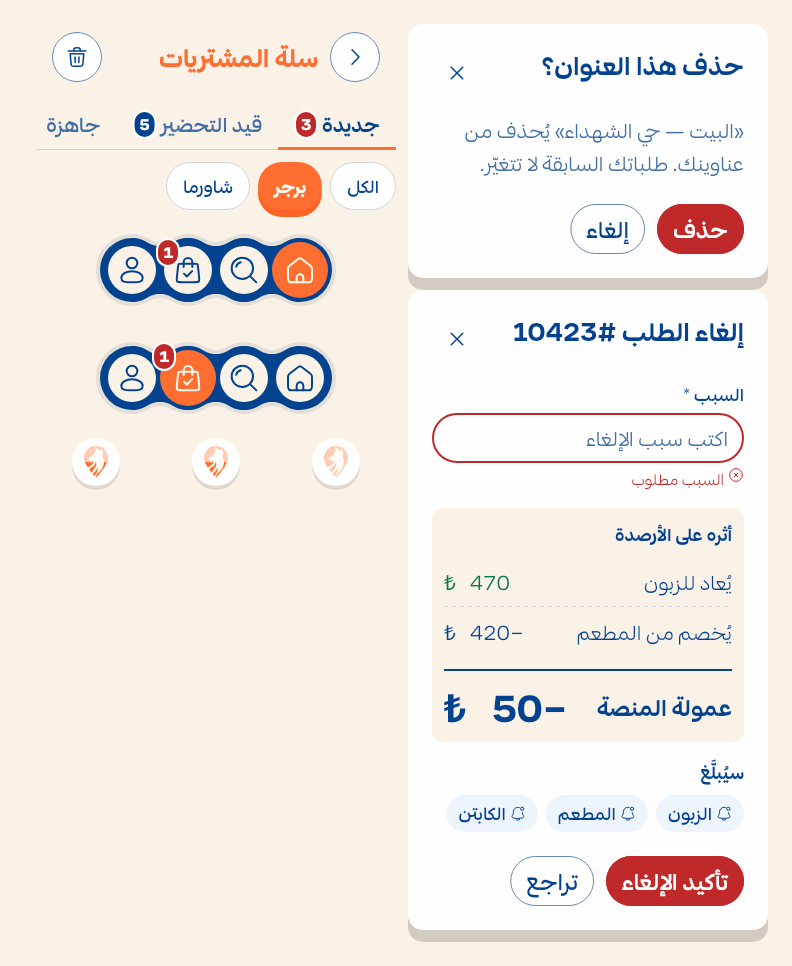 حذف هذا العنوان؟
«البيت — حي الشهداء» يُحذف من
عناوينك. طلباتك السابقة لا تتغيّر.
حذف
إلغاء
إلغاء الطلب #10423
السبب *
اكتب سبب الإلغاء
السبب مطلوب
أثره على الأرصدة
يُعاد للزبون 470 ₺
يُخصم من المطعم −420 ₺
عمولة المنصة −50 ₺
سيُبلَّغ
الزبون
المطعم
الكابتن
تأكيد الإلغاء
تراجع
سلة المشتريات
جديدة 3
قيد التحضير 5
جاهزة
الكل
برجر
شاورما
1
1